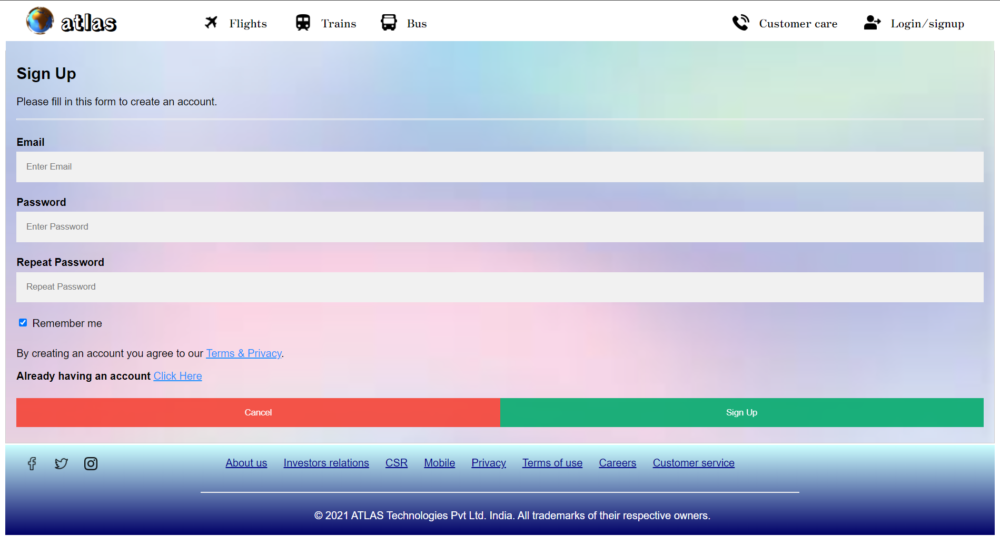 atlas Flights Trains Bus Customer care Login/signup
Sign Up
Please fill in this form to create an account.
Email
Enter Email
Password
Enter Password
Repeat Password
Repeat Password
Remember me
By creating an account you agree to our Terms & Privacy.
Already having an account Click Here
Cancel Sign Up
About us Investors relations CSR Mobile Privacy Terms of use Careers Customer service
© 2021 ATLAS Technologies Pvt Ltd. India. All trademarks of their respective owners.